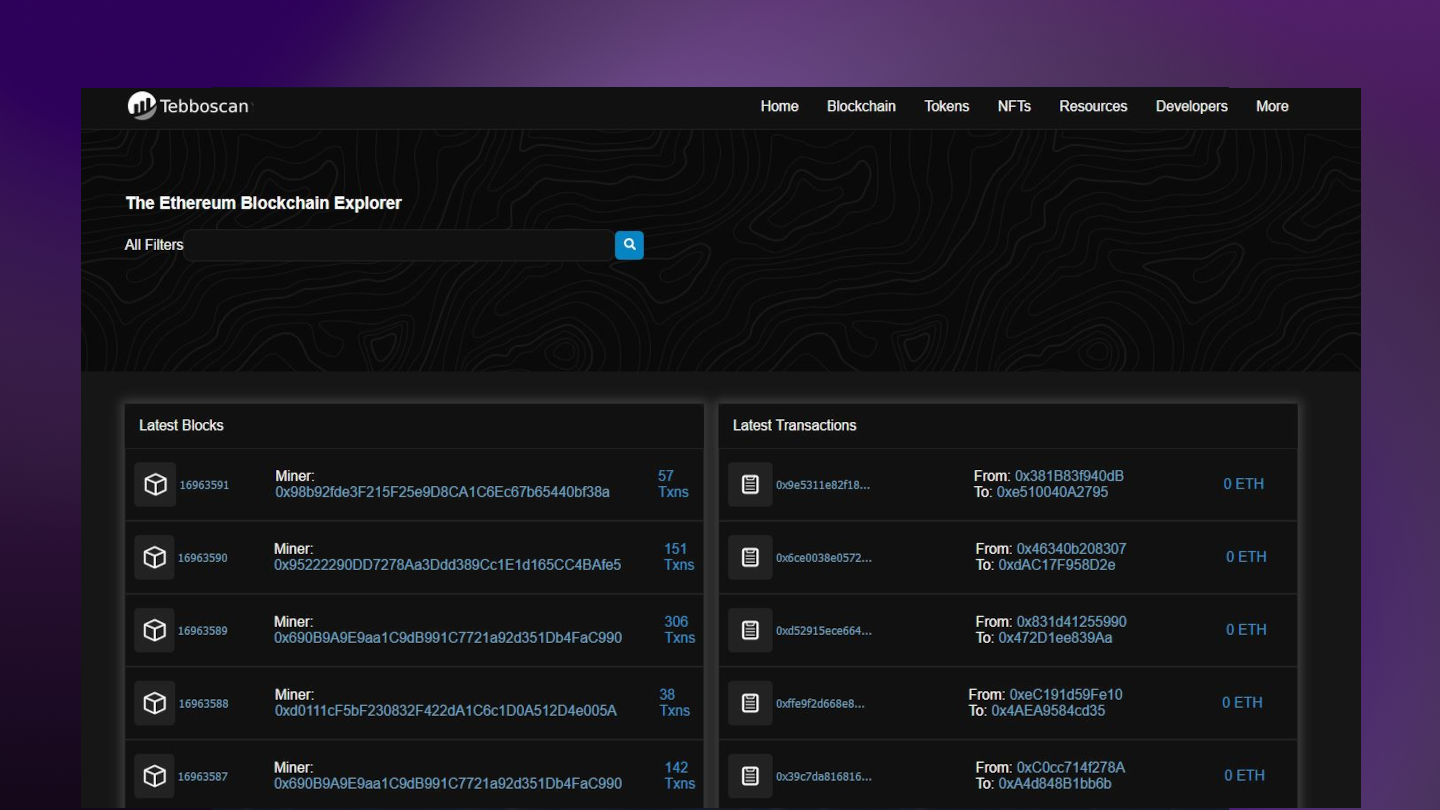 Tebboscan
Home Blockchain Tokens NFTs Resources Developers More
The Ethereum Blockchain Explorer
All Filters
Latest Blocks
16963591
Miner:
0x98b92fde3F215F25e9D8CA1C6Ec67b65440bf38a
57
Txns
16963590
Miner:
0x95222290DD7278Aa3Ddd389Cc1E1d165CC4BAfe5
151
Txns
16963589
Miner:
0x690B9A9E9aa1C9dB991C7721a92d351Db4FaC990
306
Txns
16963588
Miner:
0xd0111cF5bF230832F422dA1C6c1D0A512D4e005A
38
Txns
16963587
Miner:
0x690B9A9E9aa1C9dB991C7721a92d351Db4FaC990
142
Txns
Latest Transactions
0x9e5311e82f18...
From: 0x381B83f940dB
To: 0xe510040A2795
0 ETH
0x6ce0038e0572...
From: 0x46340b208307
To: 0xdAC17F958D2e
0 ETH
0xd52915ece664...
From: 0x831d41255990
To: 0x472D1ee839Aa
0 ETH
0xffe9f2d668e8...
From: 0xeC191d59Fe10
To: 0x4AEA9584cd35
0 ETH
0x39c7da816816...
From: 0xC0cc714f278A
To: 0xA4d848B1bb6b
0 ETH